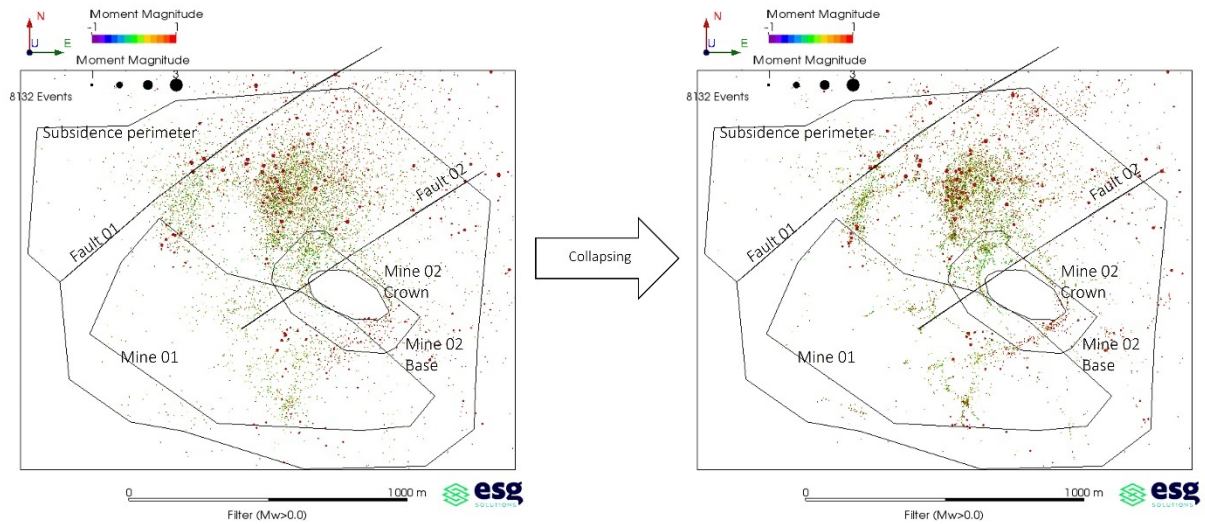 N
U
E
Moment Magnitude
-1
1
Moment Magnitude
1
3
8132 Events
Subsidence perimeter
Fault 01
Fault 02
Mine 02
Crown
Mine 01
Mine 02
Base
0
1000 m
Filter (Mw>0.0)
esg
SOLUTIONS
Collapsing
N
U
E
Moment Magnitude
-1
1
Moment Magnitude
1
3
8132 Events
Subsidence perimeter
Fault 01
Fault 02
Mine 02
Crown
Mine 01
Mine 02
Base
0
1000 m
Filter (Mw>0.0)
esg
SOLUTIONS